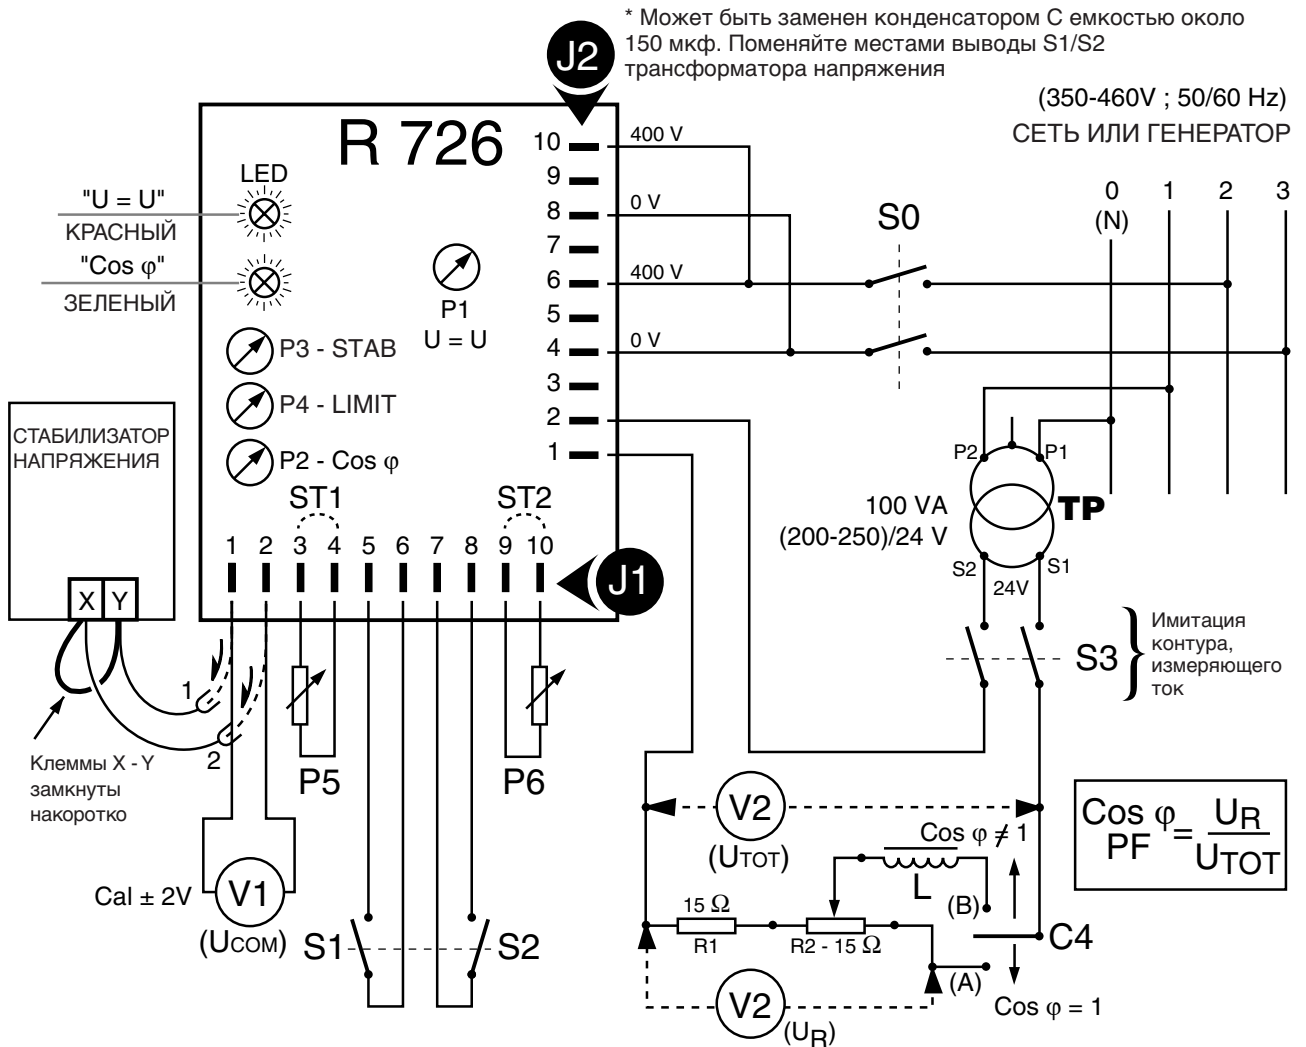 * Может быть заменен конденсатором С емкостью около
150 мкф. Поменяйте местами выводы S1/S2
трансформатора напряжения
J2
(350-460V ; 50/60 Hz)
СЕТЬ ИЛИ ГЕНЕРАТОР
R 726
10
400 V
9
8
0 V
7
6
400 V
5
4
0 V
3
2
1
LED
"U = U"
КРАСНЫЙ
"Cos φ"
ЗЕЛЕНЫЙ
P1
U = U
P3 - STAB
P4 - LIMIT
P2 - Cos φ
S0
0
1
2
3
(N)
СТАБИЛИЗАТОР
НАПРЯЖЕНИЯ
X
Y
ST1
ST2
1
2
3
4
5
6
7
8
9
10
J1
P2
P1
100 VA
(200-250)/24 V
TP
S2
S1
24V
S3
Имитация
контура,
измеряющего
ток
1
2
Клеммы X - Y
замкнуты
накоротко
P5
P6
V2
(UTOT)
Cos φ ≠ 1
Cos φ
PF
=
UR
UTOT
Cal ± 2V
V1
(UCOM)
S1
S2
L
(B)
15 Ω
R1
R2 - 15 Ω
C4
(A)
Cos φ = 1
V2
(UR)